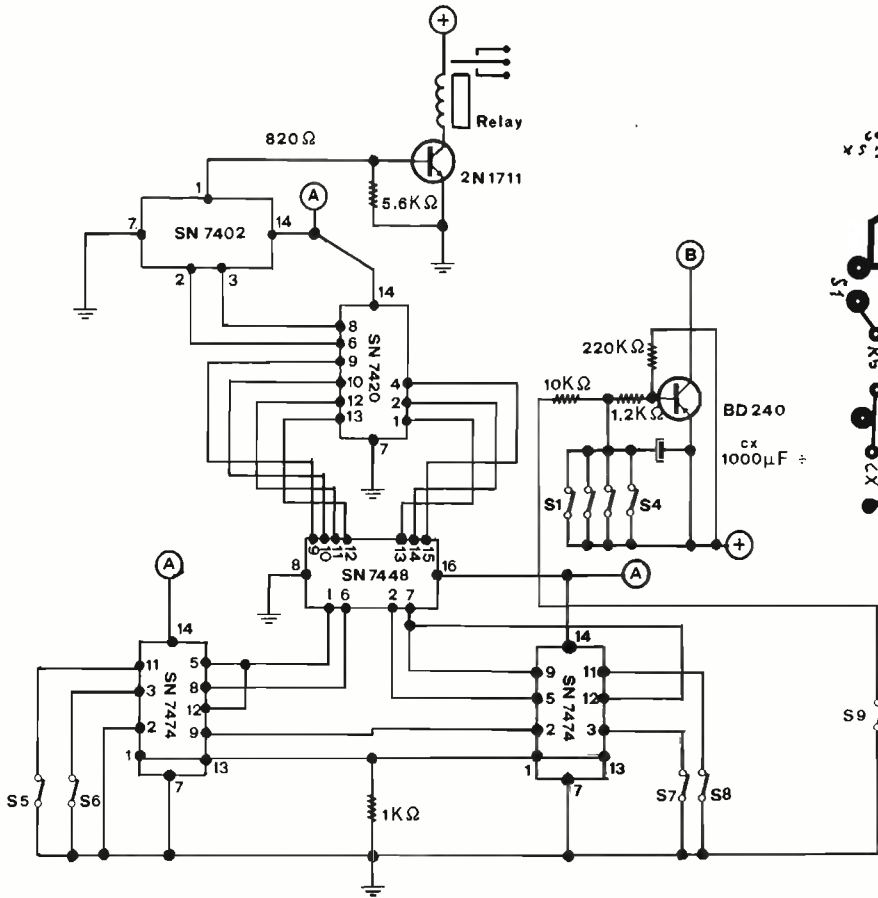 +
Relay
820Ω
2N1711
5.6KΩ
1
A
7
SN 7402
14
2
3
14
8
6
9
10
12
13
SN 7420
4
2
1
7
B
220KΩ
10KΩ
1.2KΩ
BD 240
cx
1000µF ÷
S1
S4
+
9
10
11
12
13
14
15
8
SN 7448
16
A
1
6
2
7
A
14
11
3
2
1
SN 7474
5
8
12
9
13
7
S5
S6
1KΩ
14
9
5
2
1
SN 7474
11
12
3
13
7
S7
S8
S9
S1
CX